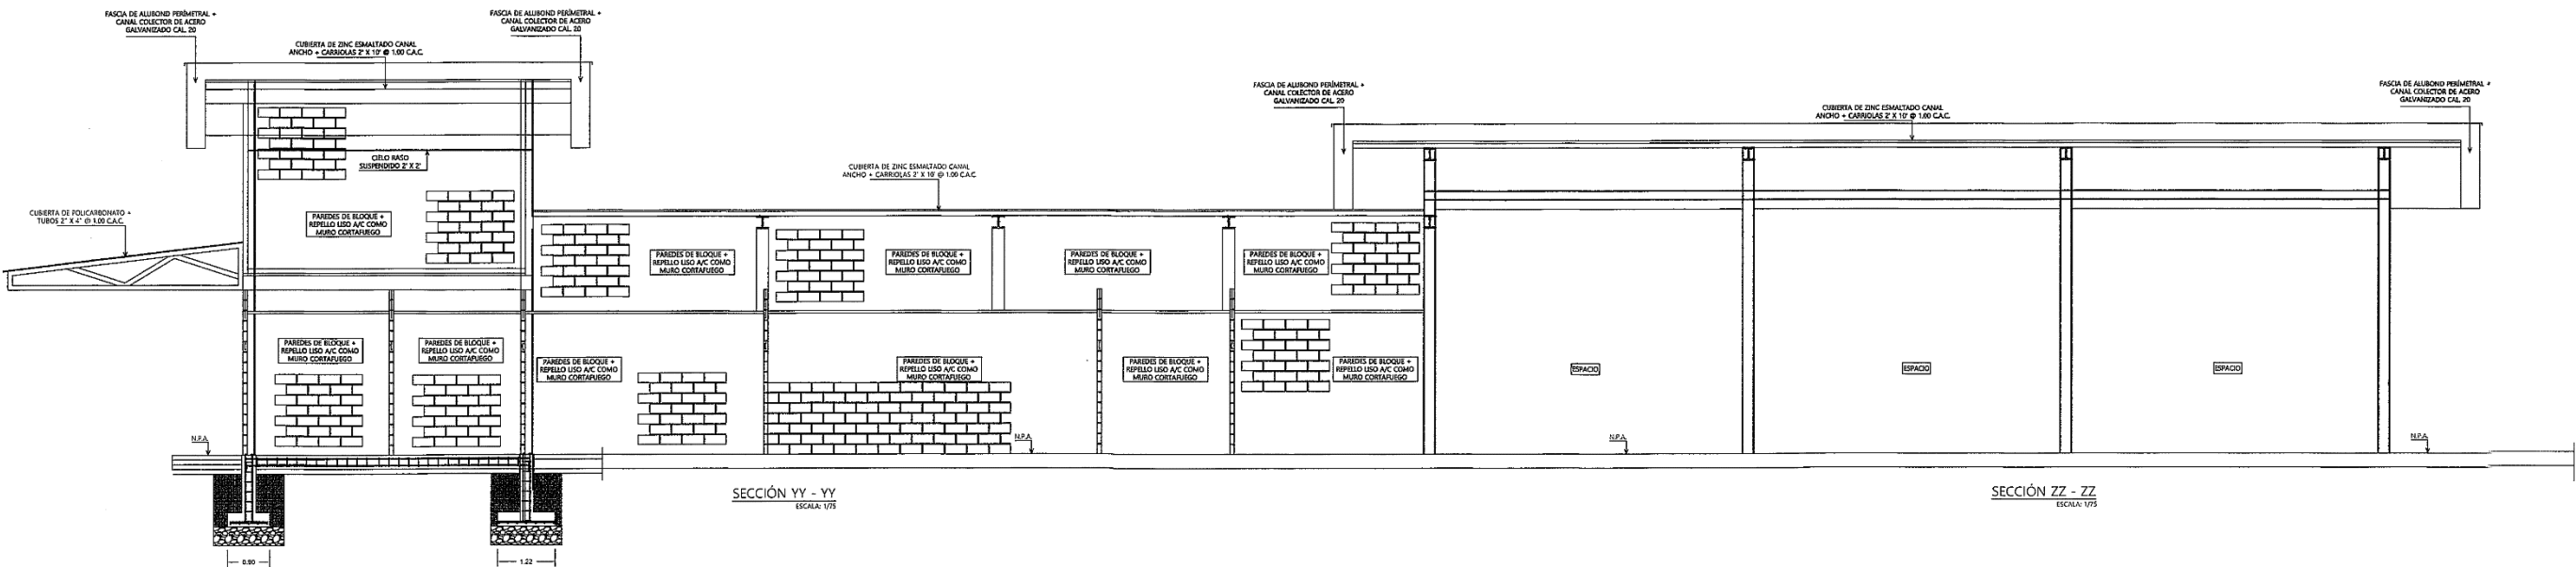 FASCIA DE ALUBOND PERÍMETRAL +
CANAL COLECTOR DE ACERO
GALVANIZADO CAL. 20
CUBIERTA DE ZINC ESMALTADO CANAL
ANCHO + CARRIOLAS 2" X 10" @ 1.00 C.A.C.
FASCIA DE ALUBOND PERÍMETRAL +
CANAL COLECTOR DE ACERO
GALVANIZADO CAL. 20
CIELO RASO
SUSPENDIDO 2' X 2'
CUBIERTA DE POLICARBONATO +
TUBOS 2" X 4" @ 1.00 C.A.C.
PAREDES DE BLOQUE +
REPELLO LISO A/C COMO
MURO CORTAFUEGO
CUBIERTA DE ZINC ESMALTADO CANAL
ANCHO + CARRIOLAS 2" X 10" @ 1.00 C.A.C.
FASCIA DE ALUBOND PERÍMETRAL +
CANAL COLECTOR DE ACERO
GALVANIZADO CAL. 20
CUBIERTA DE ZINC ESMALTADO CANAL
ANCHO + CARRIOLAS 2" X 10" @ 1.00 C.A.C.
FASCIA DE ALUBOND PERÍMETRAL +
CANAL COLECTOR DE ACERO
GALVANIZADO CAL. 20
PAREDES DE BLOQUE +
REPELLO LISO A/C COMO
MURO CORTAFUEGO
PAREDES DE BLOQUE +
REPELLO LISO A/C COMO
MURO CORTAFUEGO
PAREDES DE BLOQUE +
REPELLO LISO A/C COMO
MURO CORTAFUEGO
PAREDES DE BLOQUE +
REPELLO LISO A/C COMO
MURO CORTAFUEGO
PAREDES DE BLOQUE +
REPELLO LISO A/C COMO
MURO CORTAFUEGO
PAREDES DE BLOQUE +
REPELLO LISO A/C COMO
MURO CORTAFUEGO
PAREDES DE BLOQUE +
REPELLO LISO A/C COMO
MURO CORTAFUEGO
PAREDES DE BLOQUE +
REPELLO LISO A/C COMO
MURO CORTAFUEGO
PAREDES DE BLOQUE +
REPELLO LISO A/C COMO
MURO CORTAFUEGO
PAREDES DE BLOQUE +
REPELLO LISO A/C COMO
MURO CORTAFUEGO
ESPACIO
ESPACIO
ESPACIO
N.P.A.
N.P.A.
N.P.A.
N.P.A.
SECCIÓN YY - YY
ESCALA: 1/75
SECCIÓN ZZ - ZZ
ESCALA: 1/75
0.90
1.22